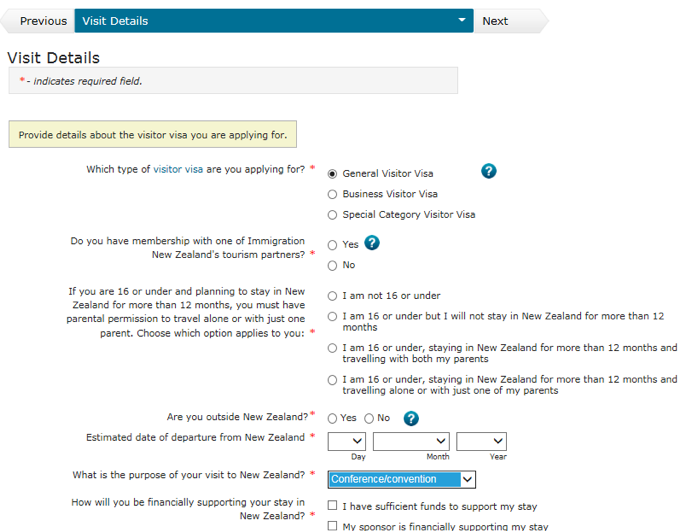 Previous
Visit Details
Next
Visit Details
* - indicates required field.
Provide details about the visitor visa you are applying for.
Which type of visitor visa are you applying for? *
General Visitor Visa
?
Business Visitor Visa
Special Category Visitor Visa
Do you have membership with one of Immigration
New Zealand's tourism partners? *
Yes
?
No
If you are 16 or under and planning to stay in New
Zealand for more than 12 months, you must have
parental permission to travel alone or with just one
parent. Choose which option applies to you: *
I am not 16 or under
I am 16 or under but I will not stay in New Zealand for more than 12
months
I am 16 or under, staying in New Zealand for more than 12 months and
travelling with both my parents
I am 16 or under, staying in New Zealand for more than 12 months and
travelling alone or with just one of my parents
Are you outside New Zealand? *
Yes
No
?
Estimated date of departure from New Zealand *
Day
Month
Year
What is the purpose of your visit to New Zealand? *
Conference/convention
How will you be financially supporting your stay in
New Zealand? *
I have sufficient funds to support my stay
My sponsor is financially supporting my stay